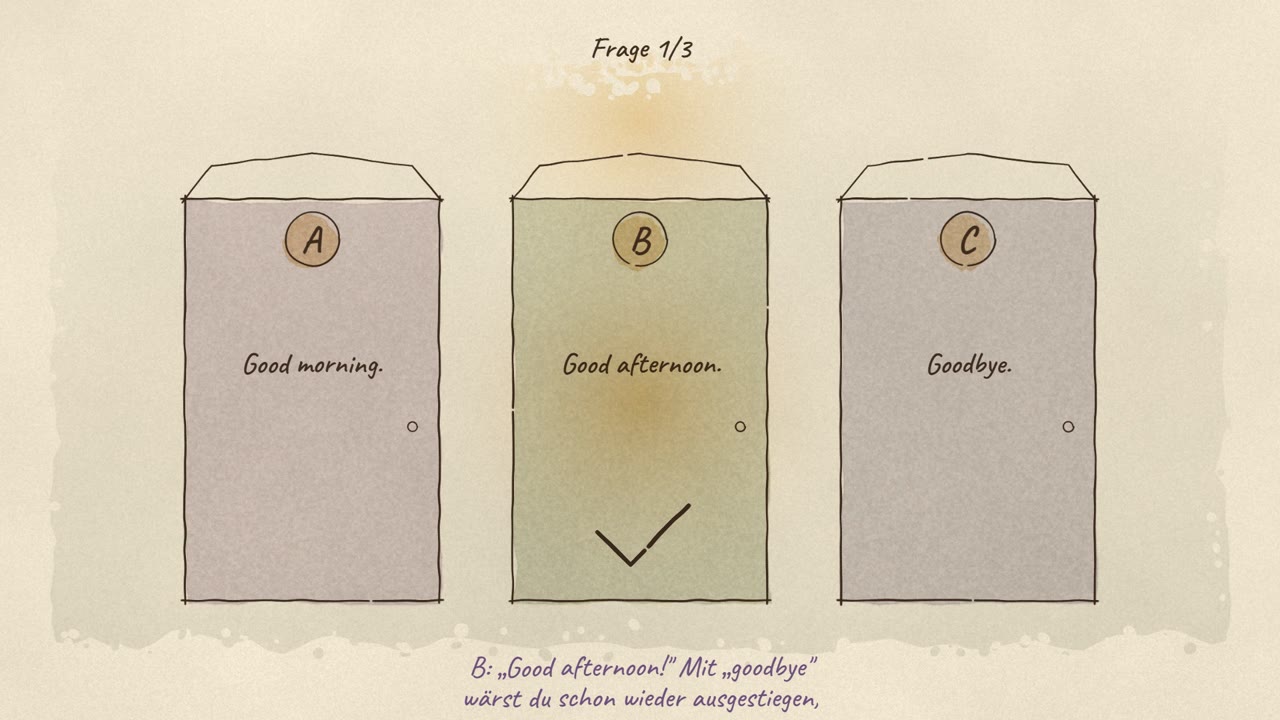 Frage 1/3
A
B
C
Good morning.
Good afternoon.
Goodbye.
B: „Good afternoon!" Mit „goodbye"
wärst du schon wieder ausgestiegen,